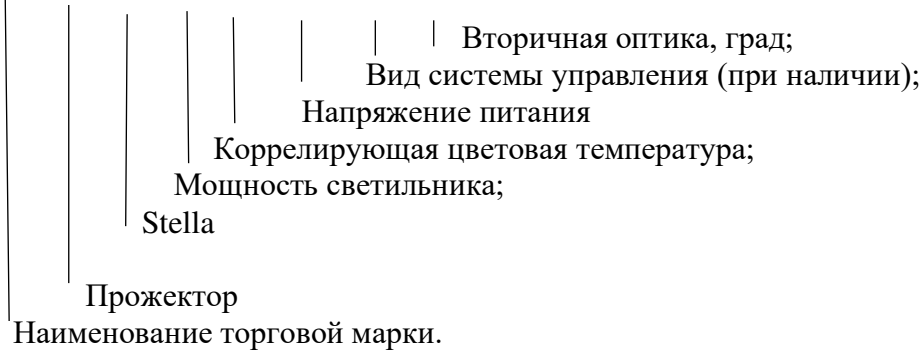 Вторичная оптика, град;
Вид системы управления (при наличии);
Напряжение питания
Коррелирующая цветовая температура;
Мощность светильника;
Stella
Прожектор
Наименование торговой марки.